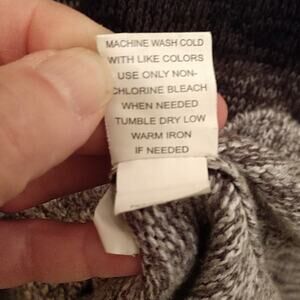 MACHINE WASH COLD
WITH LIKE COLORS
USE ONLY NON-
CHLORINE BLEACH
WHEN NEEDED
TUMBLE DRY LOW
WARM IRON
IF NEEDED